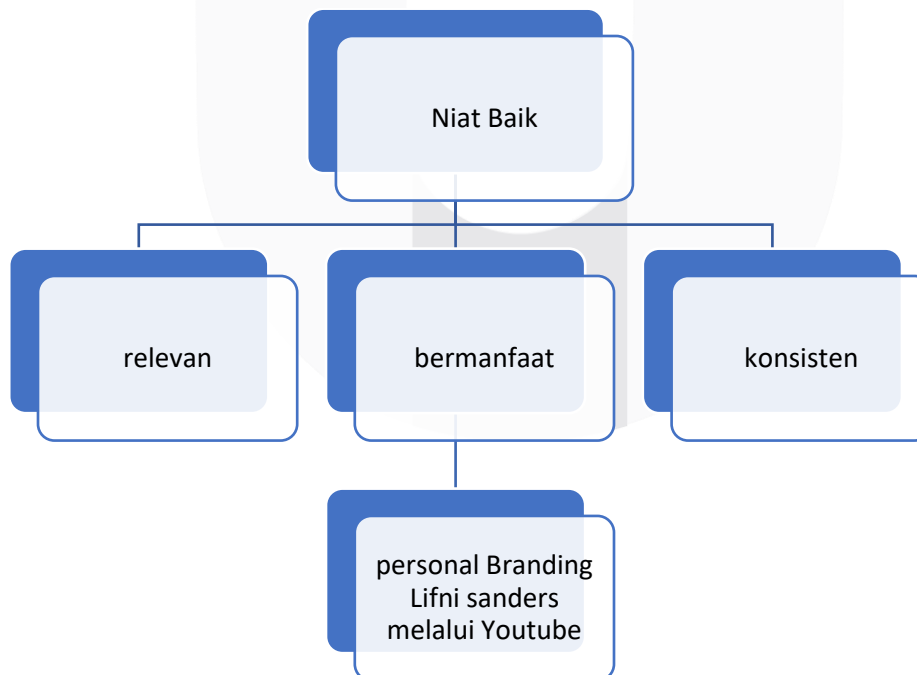 Niat Baik
relevan
bermanfaat
konsisten
personal Branding
Lifni sanders
melalui Youtube